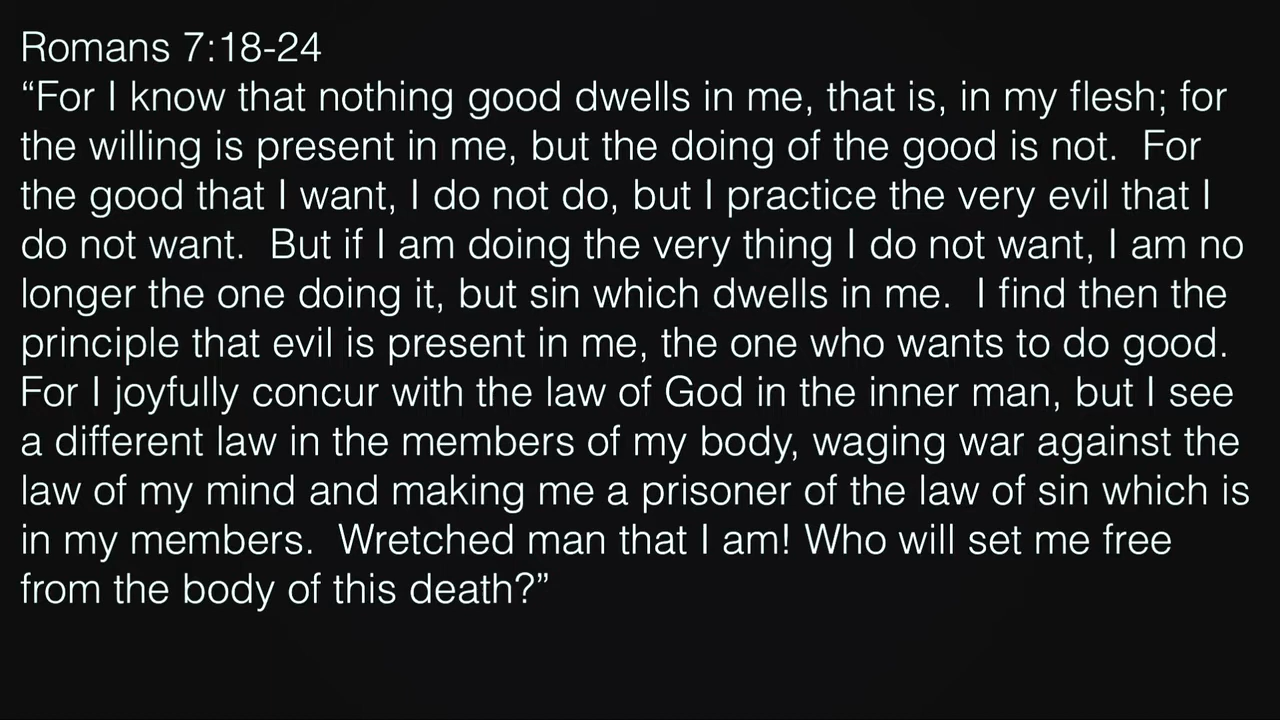 Romans 7:18-24
“For I know that nothing good dwells in me, that is, in my flesh; for
the willing is present in me, but the doing of the good is not.  For
the good that I want, I do not do, but I practice the very evil that I
do not want.  But if I am doing the very thing I do not want, I am no
longer the one doing it, but sin which dwells in me.  I find then the
principle that evil is present in me, the one who wants to do good.
For I joyfully concur with the law of God in the inner man, but I see
a different law in the members of my body, waging war against the
law of my mind and making me a prisoner of the law of sin which is
in my members.  Wretched man that I am! Who will set me free
from the body of this death?”